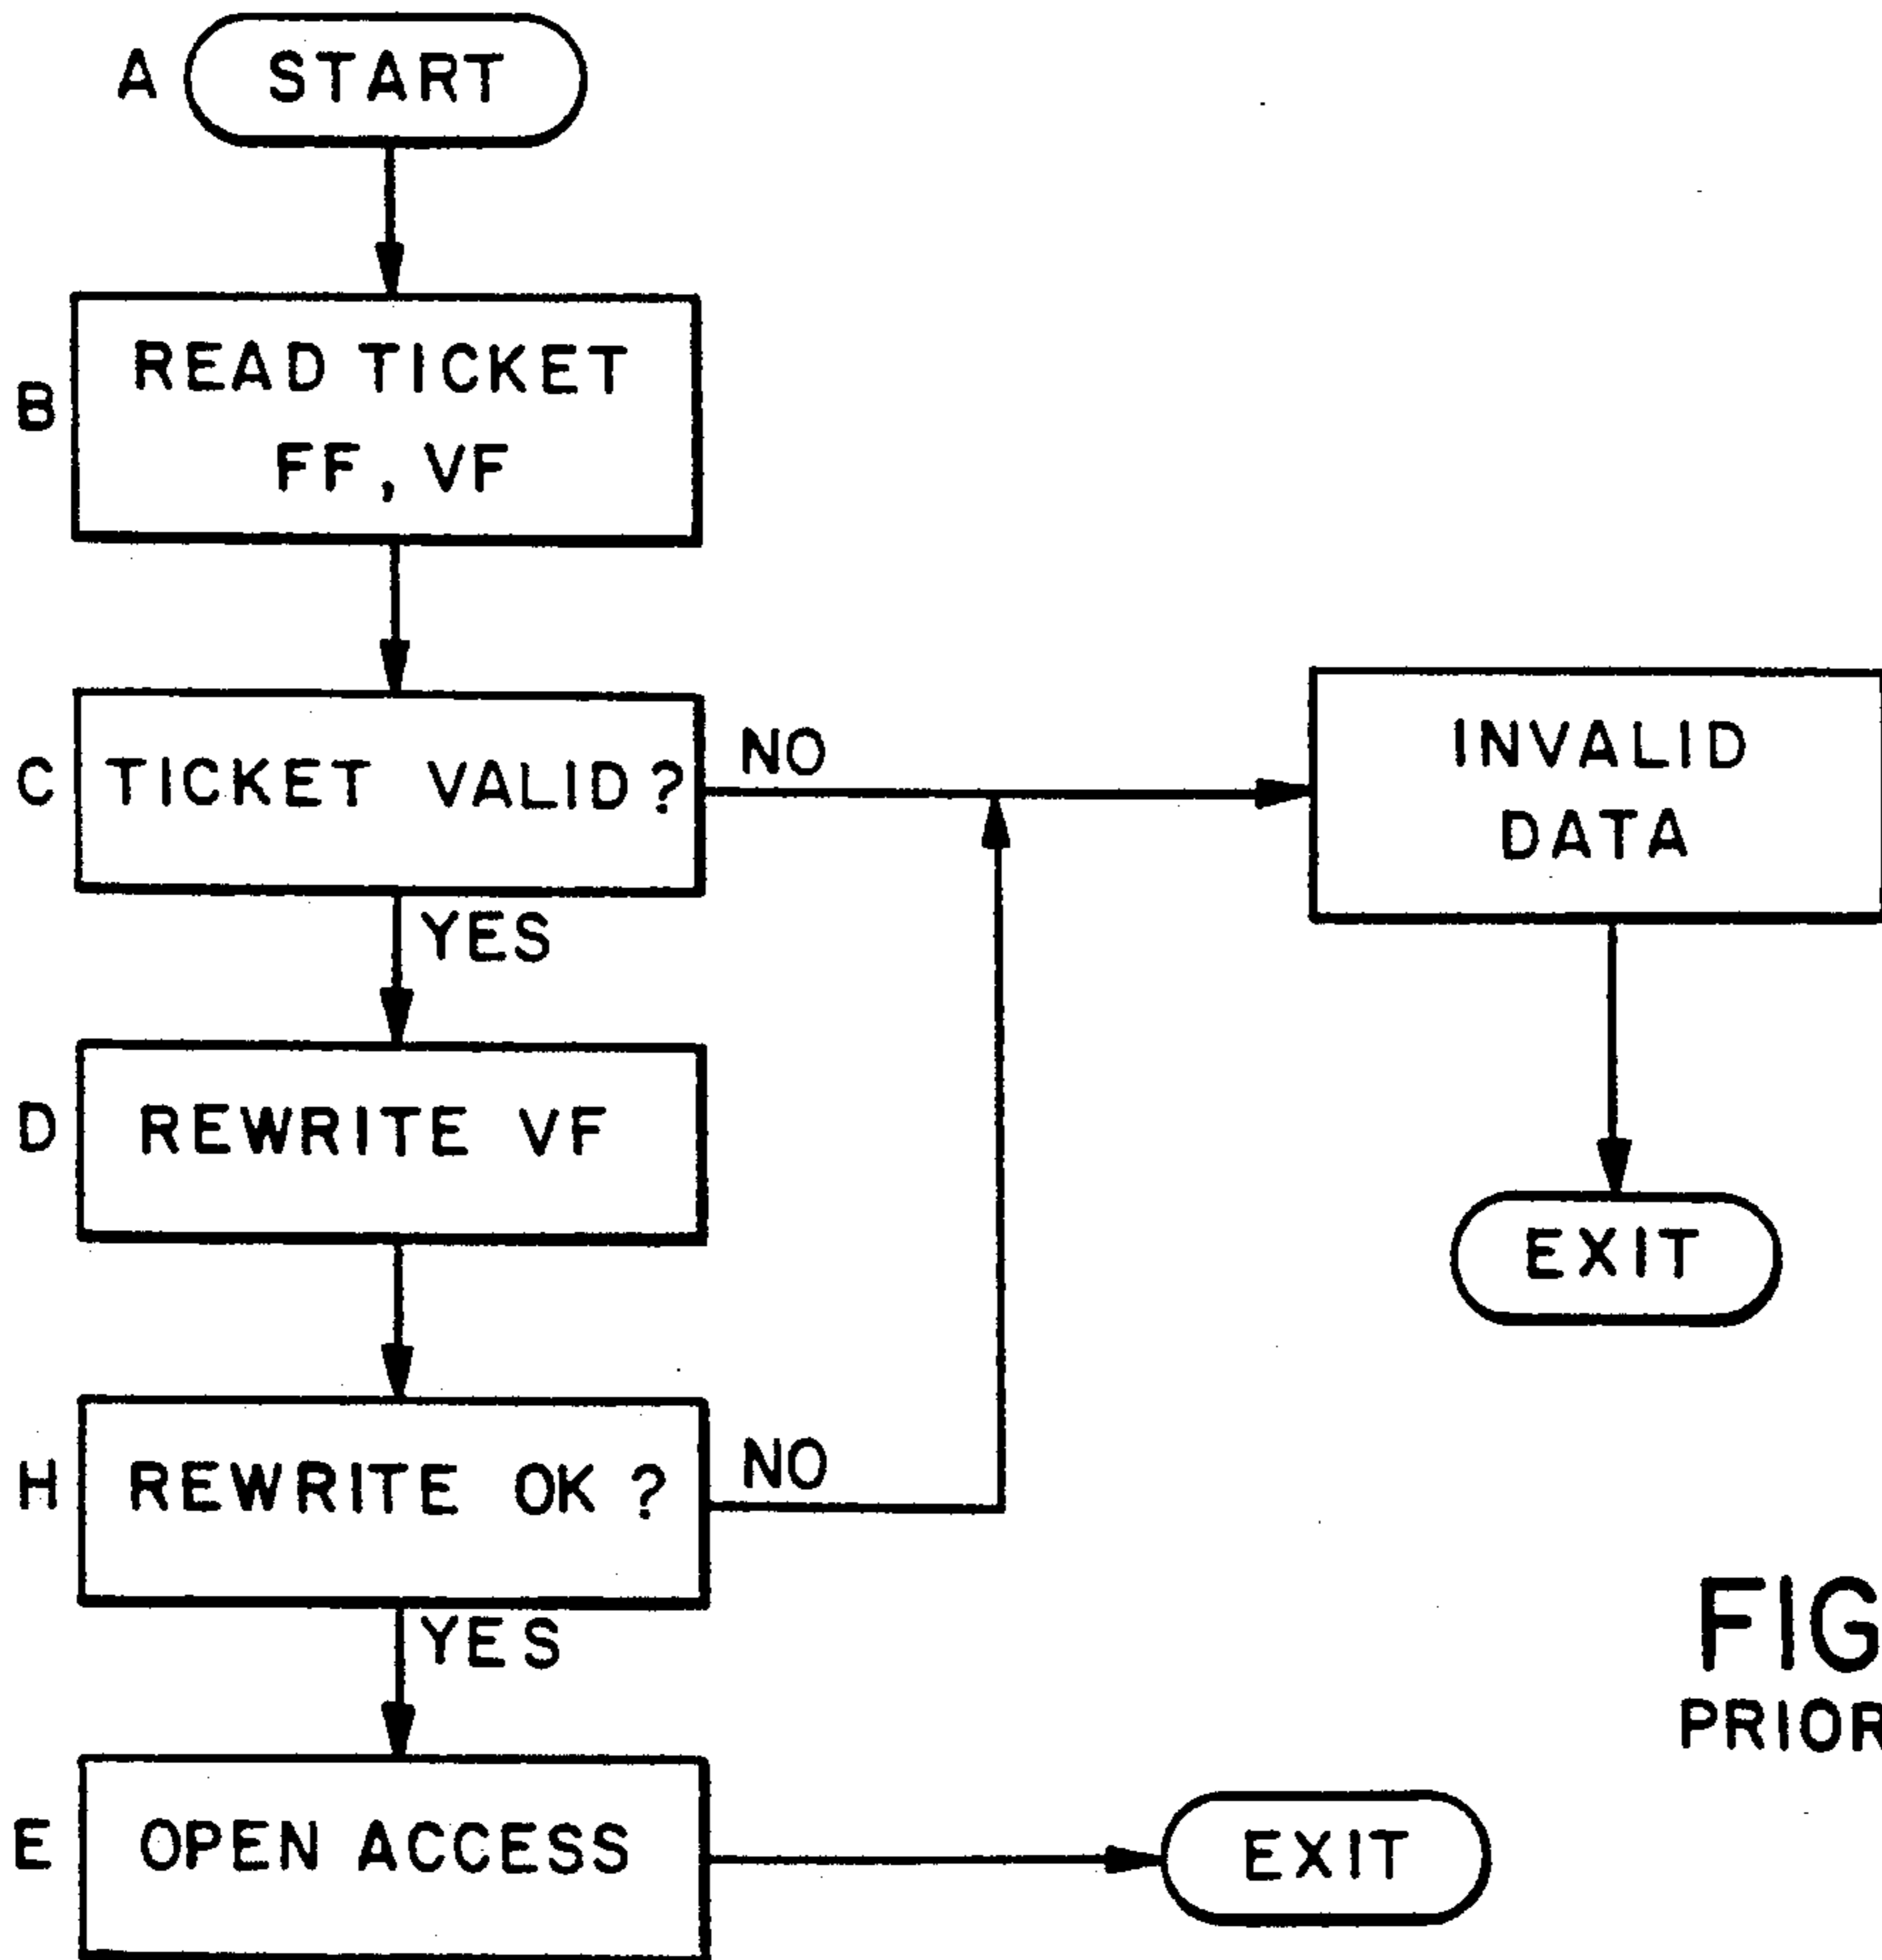 A START
B READ TICKET
FF, VF
C TICKET VALID?
NO
INVALID
DATA
YES
D REWRITE VF
EXIT
H REWRITE OK ?
NO
YES
FIG
PRIOR
E OPEN ACCESS
EXIT